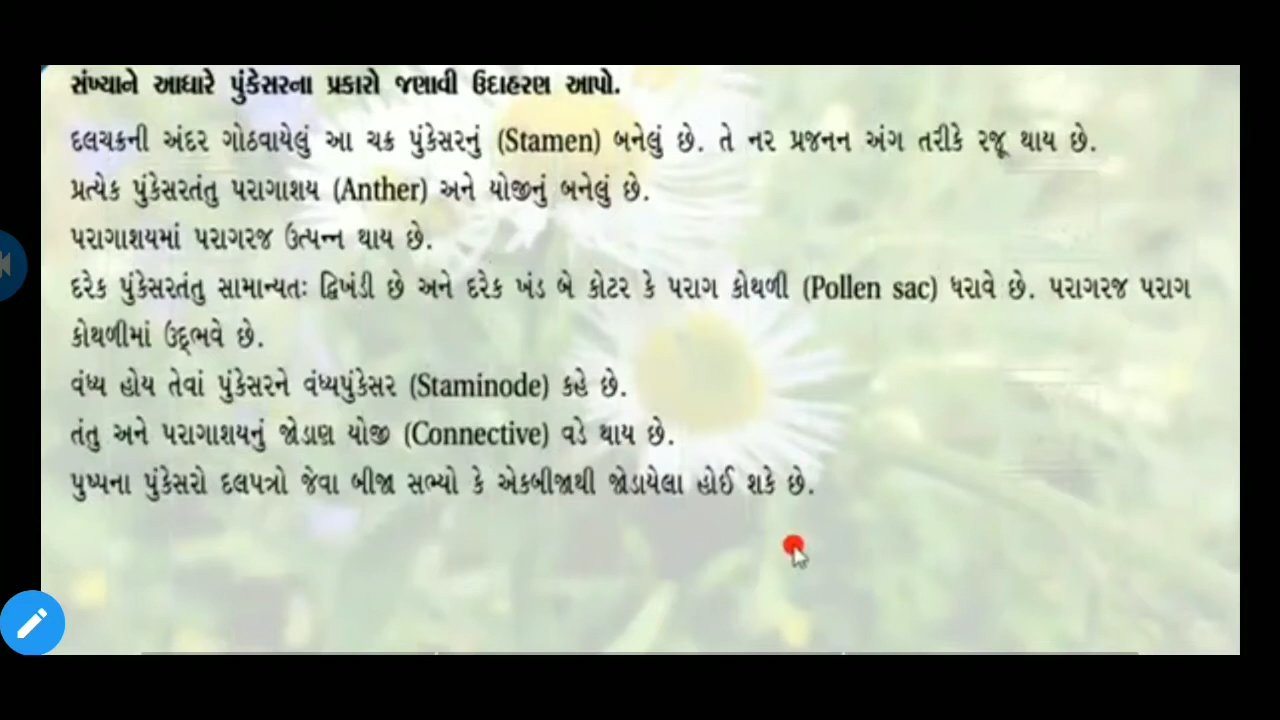 સંખ્યાને આધારે પુંકેસરના પ્રકારો જણાવી ઉદાહરણ આપો.
દલચક્રની અંદર ગોઠવાયેલું આ ચક્ર પુંકેસરનું (Stamen) બનેલું છે. તે નર પ્રજનન અંગ તરીકે રજૂ થાય છે.
પ્રત્યેક પુંકેસરતંતુ પરાગાશય (Anther) અને યોજીનું બનેલું છે.
પરાગાશયમાં પરાગરજ ઉત્પન્ન થાય છે.
દરેક પુંકેસરતંતુ સામાન્યતઃ દ્વિખંડી છે અને દરેક ખંડ બે કોટર કે પરાગ કોથળી (Pollen sac) ધરાવે છે. પરાગરજ પરાગ
કોથળીમાં ઉદ્દ્ભવે છે.
વંધ્ય હોય તેવાં પુંકેસરને વંધ્યપુંકેસર (Staminode) કહે છે.
તંતુ અને પરાગાશયનું જોડાણ યોજી (Connective) વડે થાય છે.
પુષ્પના પુંકેસરો દલપત્રો જેવા બીજા સભ્યો કે એકબીજાથી જોડાયેલા હોઈ શકે છે.